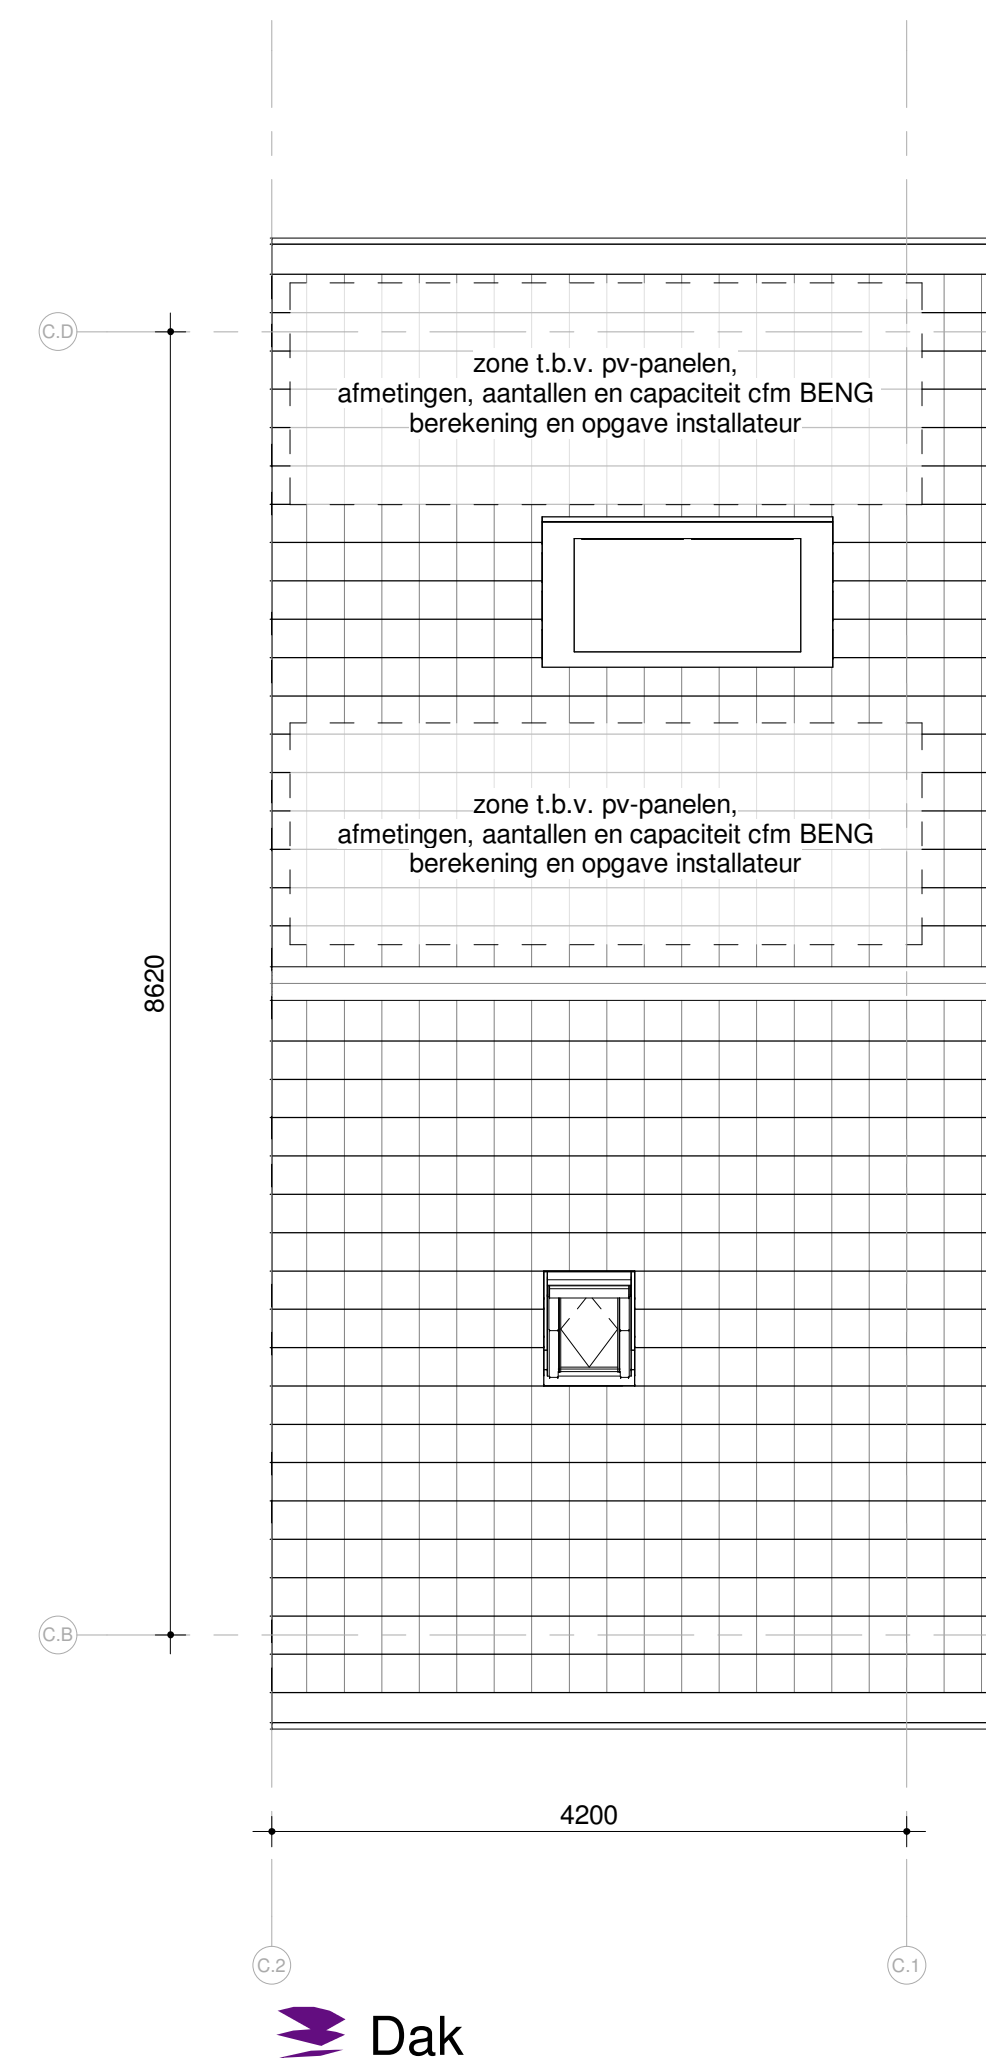 C.D
zone t.b.v. pv-panelen,
afmetingen, aantallen en capaciteit cfm BENG
berekening en opgave installateur
zone t.b.v. pv-panelen,
afmetingen, aantallen en capaciteit cfm BENG
berekening en opgave installateur
8620
C.B
4200
C.2
C.1
Dak